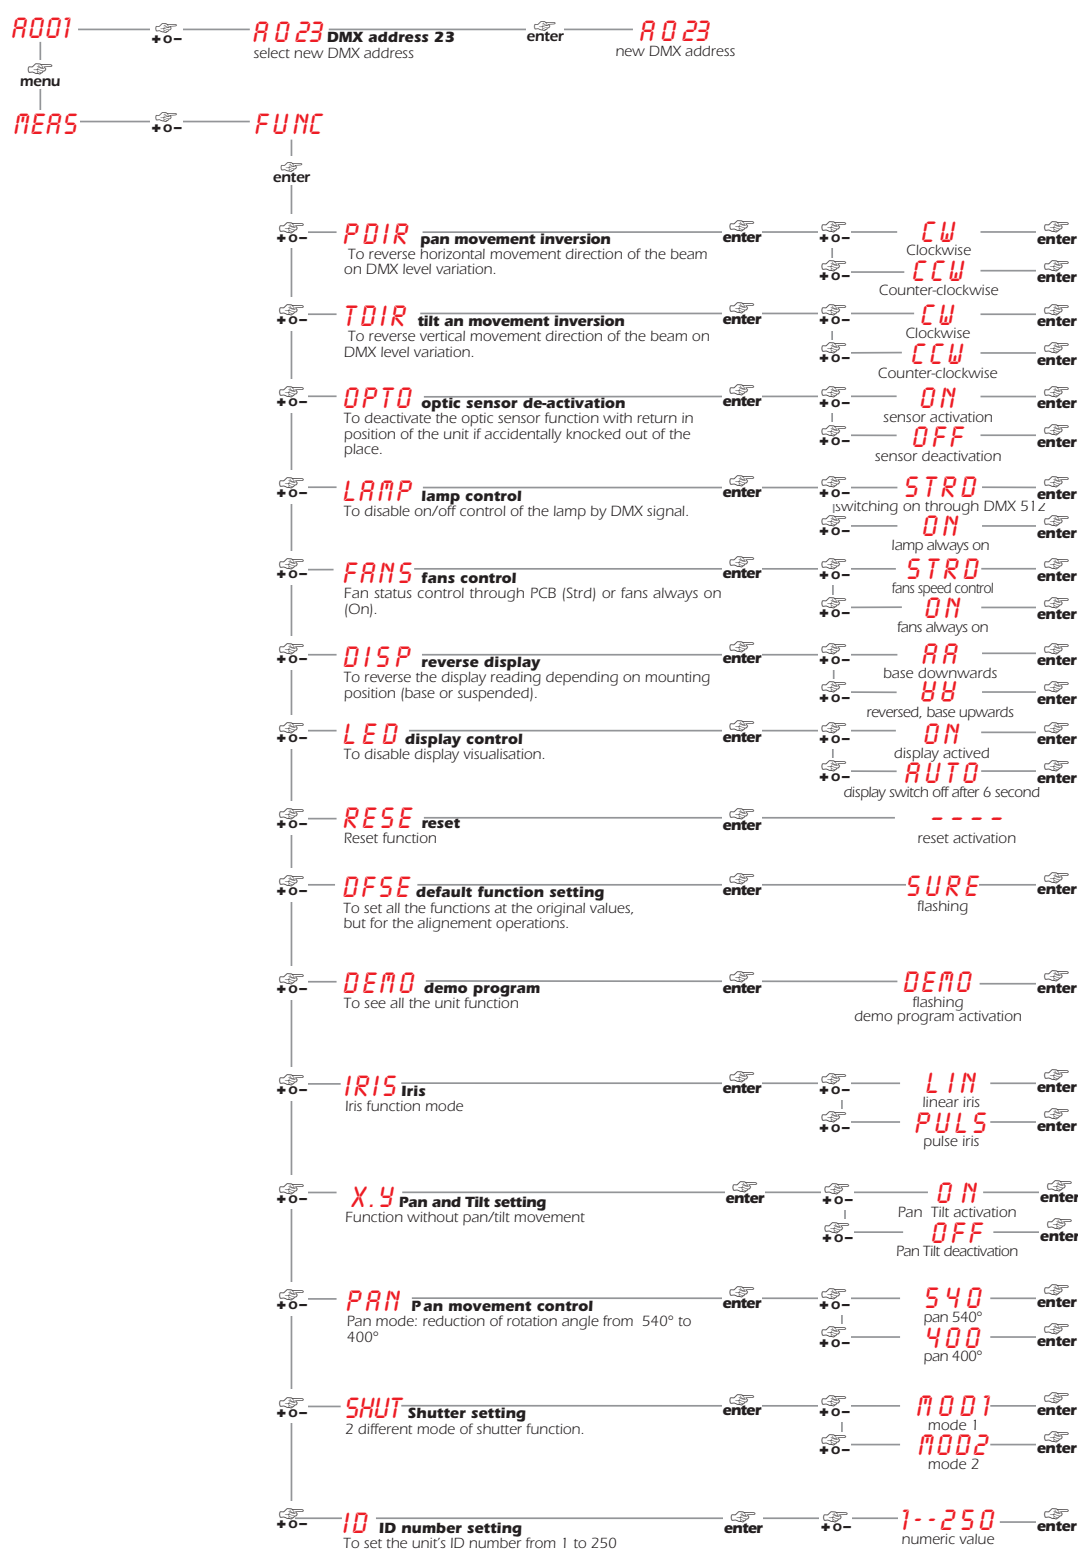 A001 + o - A023 DMX address 23 enter A023
select new DMX address new DMX address
menu
MEAS + o - FUNC
enter
+ o - PDIR pan movement inversion enter + o - CW enter
To reverse horizontal movement direction of the beam Clockwise
on DMX level variation. + o - CCW enter
Counter-clockwise
+ o - TDIR tilt an movement inversion enter + o - CW enter
To reverse vertical movement direction of the beam on Clockwise
DMX level variation. + o - CCW enter
Counter-clockwise
+ o - OPTO optic sensor de-activation enter + o - ON enter
To deactivate the optic sensor function with return in sensor activation
position of the unit if accidentally knocked out of the + o - OFF enter
place. sensor deactivation
+ o - LAMP lamp control enter + o - STRD enter
To disable on/off control of the lamp by DMX signal. switching on through DMX 512
+ o - ON enter
lamp always on
+ o - FANS fans control enter + o - STRD enter
Fan status control through PCB (Strd) or fans always on fans speed control
(On). + o - ON enter
fans always on
+ o - DISP reverse display enter + o - AA enter
To reverse the display reading depending on mounting base downwards
position (base or suspended). + o - enter
reversed, base upwards
+ o - LED display control enter + o - ON enter
To disable display visualisation. display actived
+ o - AUTO enter
display switch off after 6 second
+ o - RESE reset enter - - - -
Reset function reset activation
+ o - DFSE default function setting enter SURE enter
To set all the functions at the original values, flashing
but for the alignement operations.
+ o - DEMO demo program enter DEMO enter
To see all the unit function flashing
demo program activation
+ o - IRIS Iris enter + o - LIN enter
Iris function mode linear iris
+ o - PULS enter
pulse iris
+ o - X.Y Pan and Tilt setting enter + o - ON enter
Function without pan/tilt movement Pan Tilt activation
+ o - OFF enter
Pan Tilt deactivation
+ o - PAN Pan movement control enter + o - 540 enter
Pan mode: reduction of rotation angle from 540° to pan 540°
400° + o - 400 enter
pan 400°
+ o - SHUT Shutter setting enter + o - MOD1 enter
2 different mode of shutter function. mode 1
+ o - MOD2 enter
mode 2
+ o - ID ID number setting enter + o - 1--250 enter
To set the unit's ID number from 1 to 250 numeric value